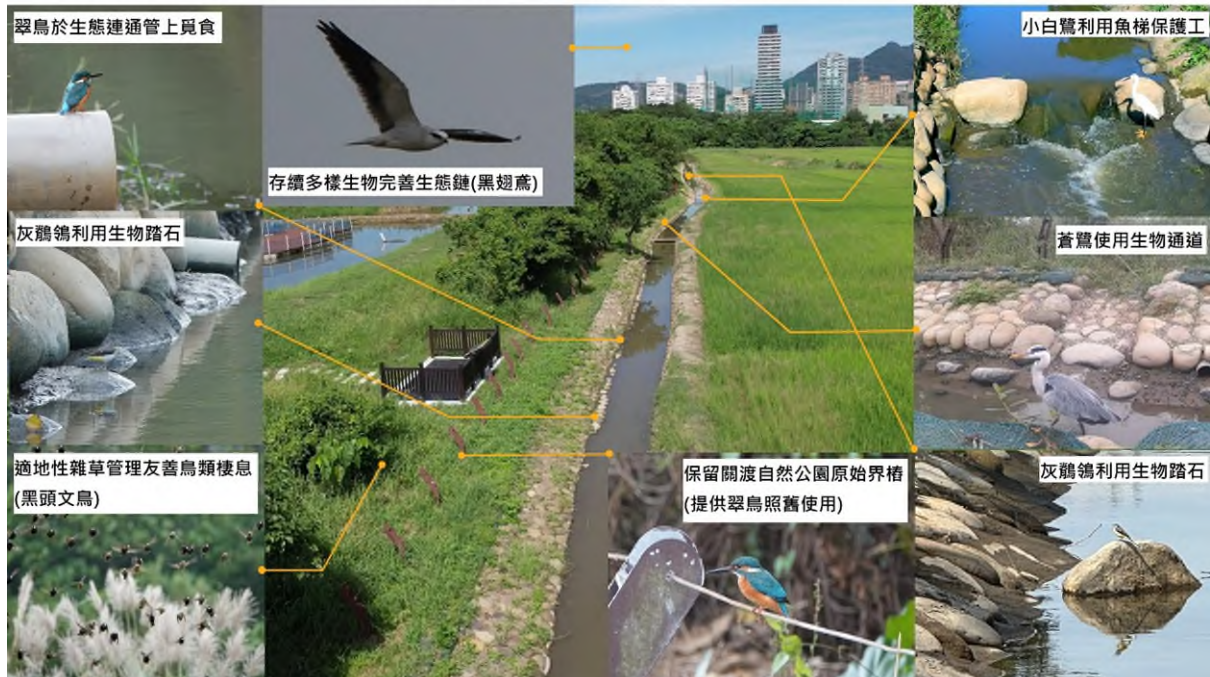 翠鳥於生態連通管上覓食
存續多樣生物完善生態鏈(黑翅鳶)
小白鷺利用魚梯保護工
灰鶺鴒利用生物踏石
蒼鷺使用生物通道
適地性雜草管理友善鳥類棲息
(黑頭文鳥)
保留關渡自然公園原始界樁
(提供翠鳥照舊使用)
灰鶺鴒利用生物踏石